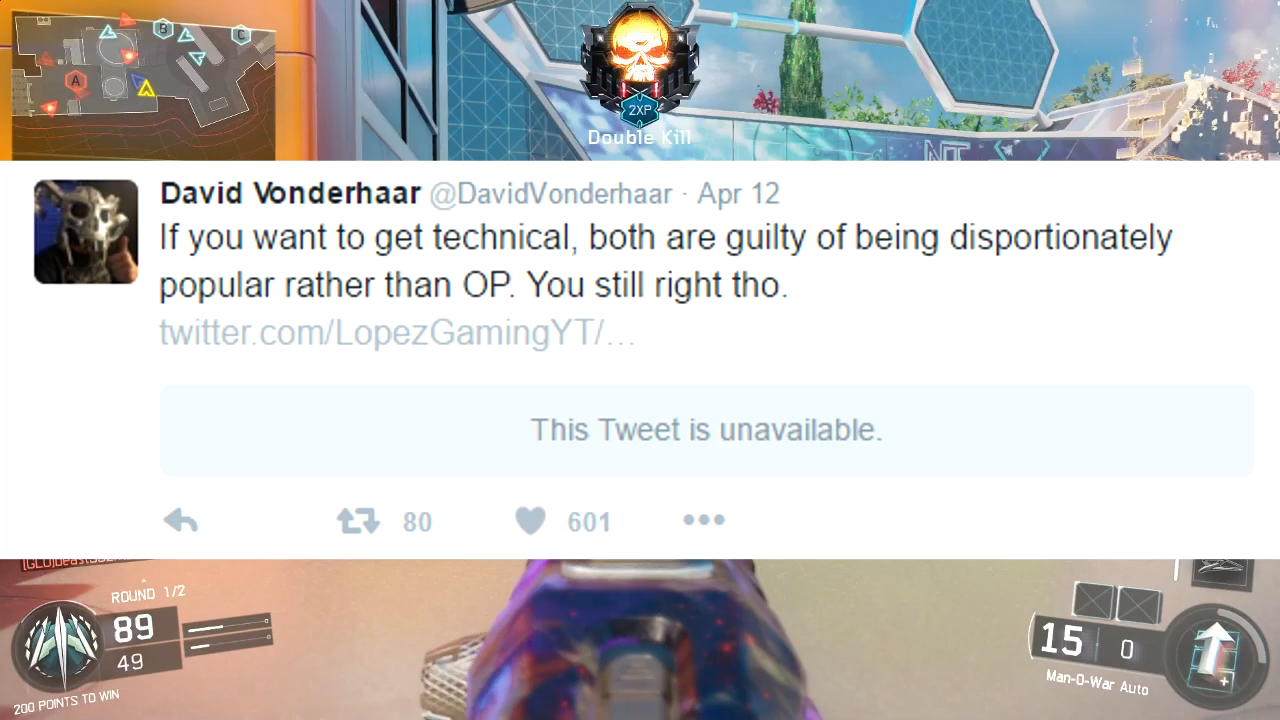 B
C
A
2XP
Double Kill
David Vonderhaar @DavidVonderhaar · Apr 12
If you want to get technical, both are guilty of being disportionately
popular rather than OP. You still right tho.
twitter.com/LopezGamingYT/...
This Tweet is unavailable.
80
601
ROUND 1/2
89
49
200 POINTS TO WIN
15 0
Man-O-War Auto